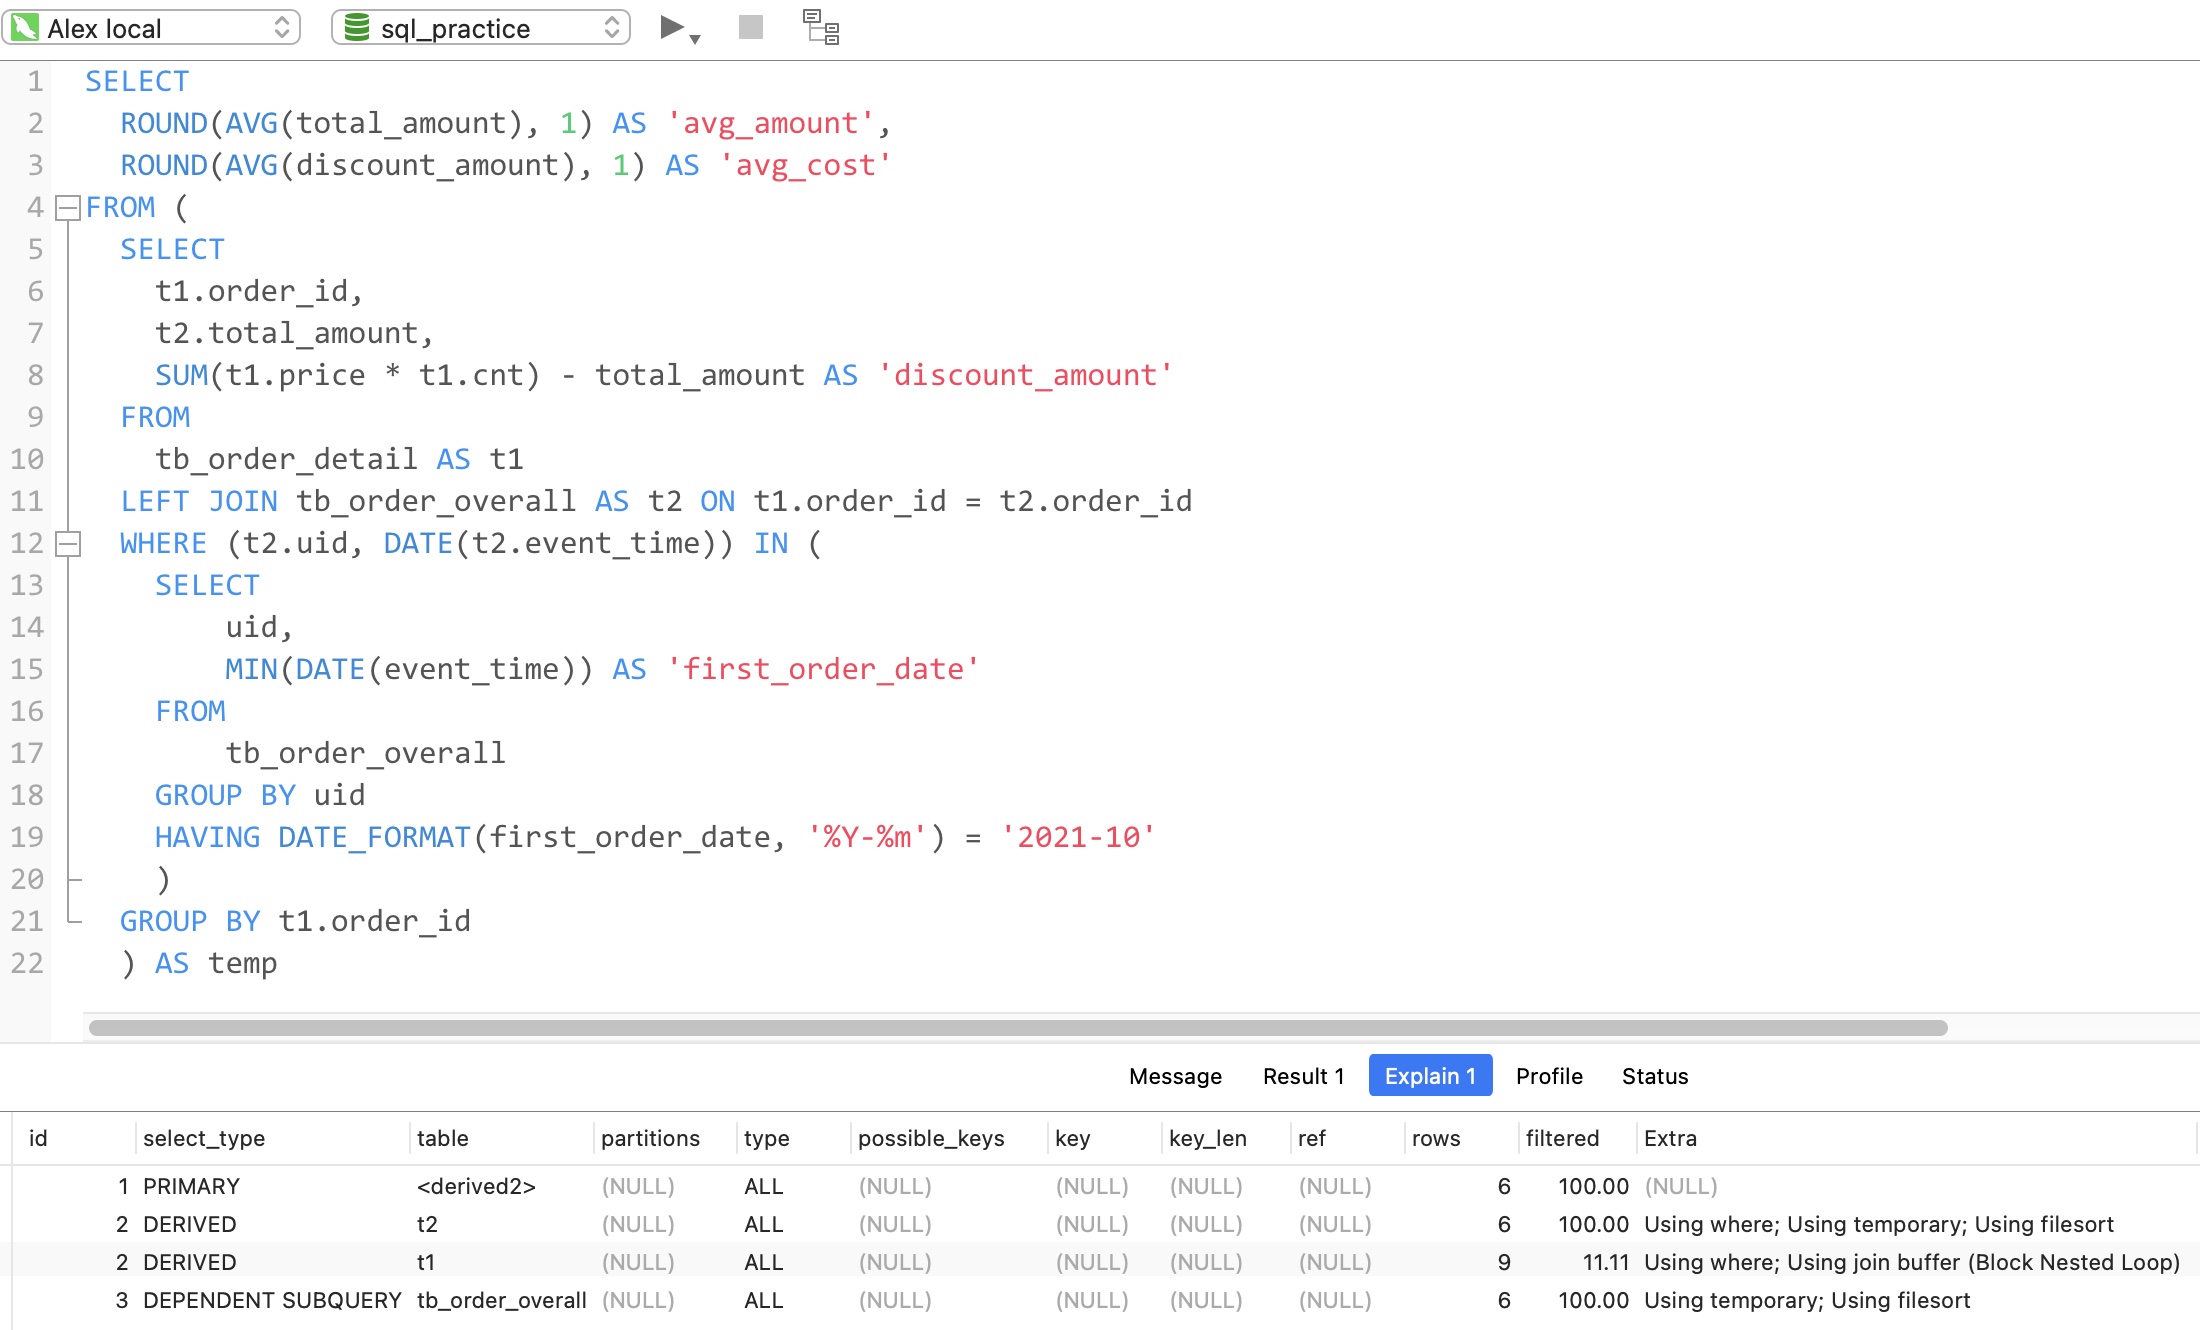 Alex local sql_practice
1 SELECT
2 ROUND(AVG(total_amount), 1) AS 'avg_amount',
3 ROUND(AVG(discount_amount), 1) AS 'avg_cost'
4 FROM (
5 SELECT
6 t1.order_id,
7 t2.total_amount,
8 SUM(t1.price * t1.cnt) - total_amount AS 'discount_amount'
9 FROM
10 tb_order_detail AS t1
11 LEFT JOIN tb_order_overall AS t2 ON t1.order_id = t2.order_id
12 WHERE (t2.uid, DATE(t2.event_time)) IN (
13 SELECT
14 uid,
15 MIN(DATE(event_time)) AS 'first_order_date'
16 FROM
17 tb_order_overall
18 GROUP BY uid
19 HAVING DATE_FORMAT(first_order_date, '%Y-%m') = '2021-10'
20 )
21 GROUP BY t1.order_id
22 ) AS temp
Message Result 1 Explain 1 Profile Status
id select_type table partitions type possible_keys key key_len ref rows filtered Extra
1 PRIMARY <derived2> (NULL) ALL (NULL) (NULL) (NULL) (NULL) 6 100.00 (NULL)
2 DERIVED t2 (NULL) ALL (NULL) (NULL) (NULL) (NULL) 6 100.00 Using where; Using temporary; Using filesort
2 DERIVED t1 (NULL) ALL (NULL) (NULL) (NULL) (NULL) 9 11.11 Using where; Using join buffer (Block Nested Loop)
3 DEPENDENT SUBQUERY tb_order_overall (NULL) ALL (NULL) (NULL) (NULL) (NULL) 6 100.00 Using temporary; Using filesort